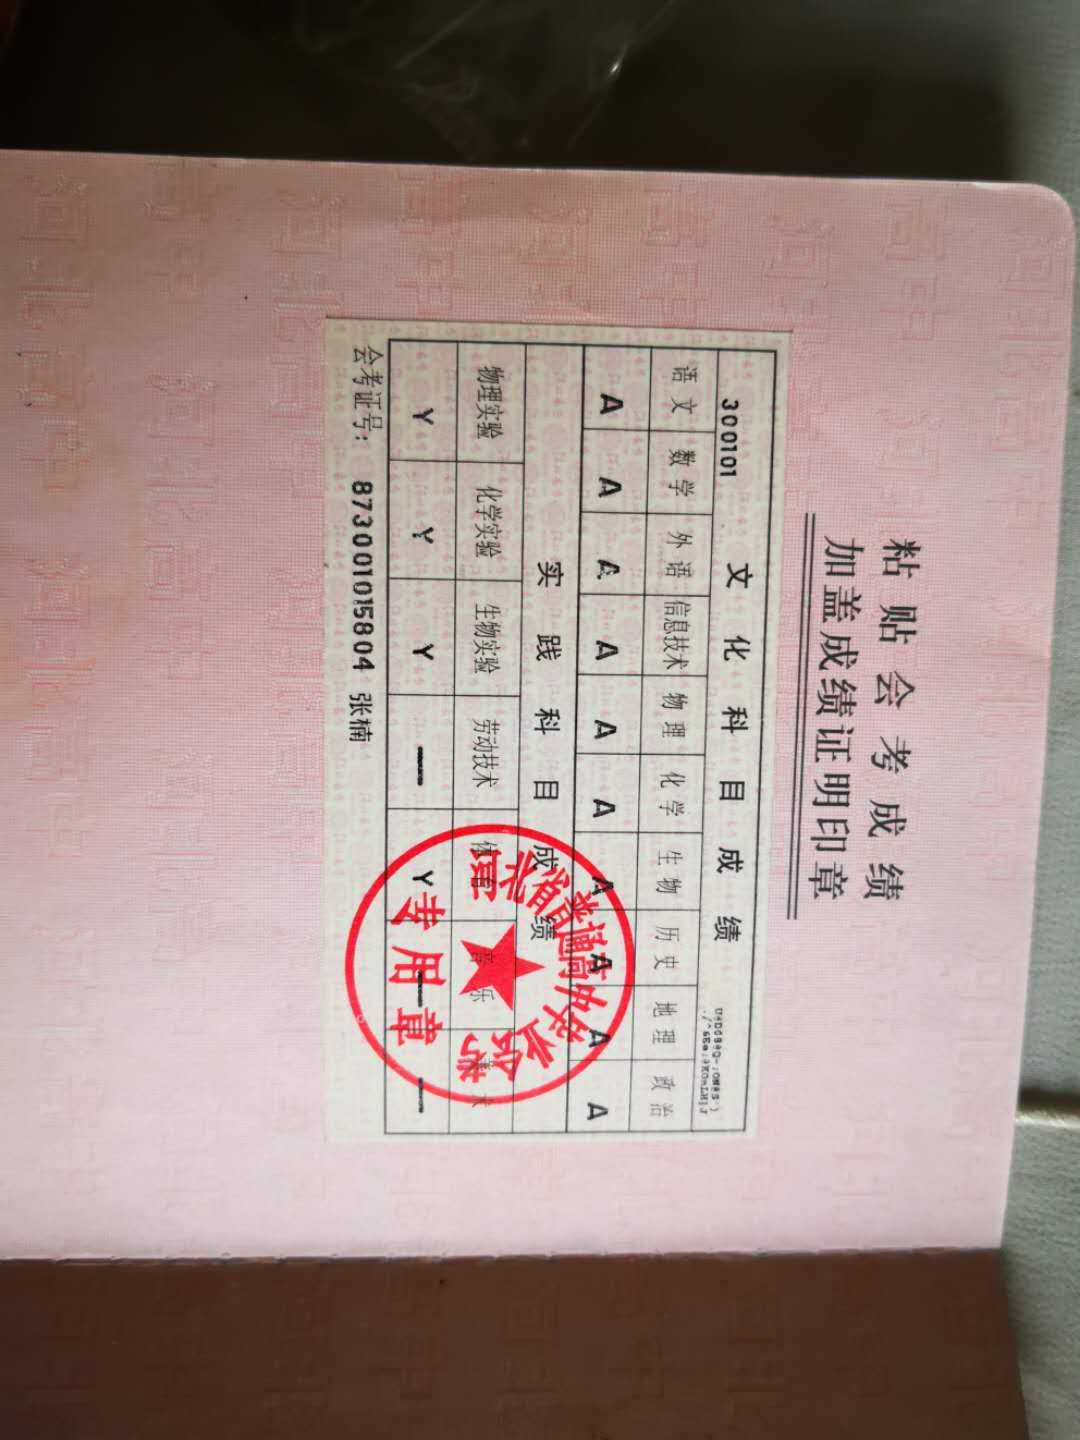 粘贴会考成绩
加盖成绩证明印章
300101 文化科目成绩
语文 数学 外语 信息技术 物理 化学 生物 历史 地理 政治
A A A A A A A A A A
实践科目成绩
物理实验 化学实验 生物实验 劳动技术 体育 音乐 美术
Y Y Y — Y — —
会考证号: 87300101015804 张楠
河北省普通高中毕业会考
专用章